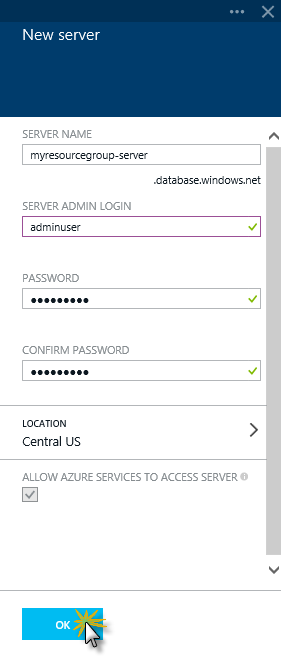 New server
SERVER NAME
myresourcegroup-server
.database.windows.net
SERVER ADMIN LOGIN
adminuser
PASSWORD
●●●●●●●●●
CONFIRM PASSWORD
●●●●●●●●●
LOCATION
Central US
ALLOW AZURE SERVICES TO ACCESS SERVER
OK